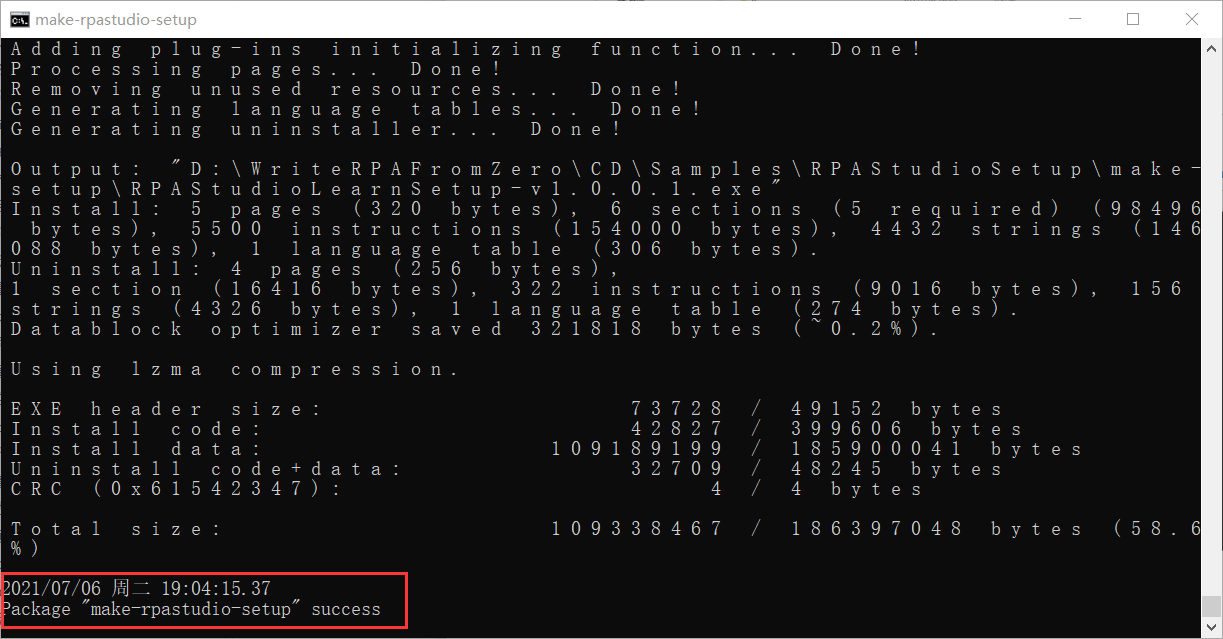 make-rpastudio-setup
Adding plug-ins initializing function... Done!
Processing pages... Done!
Removing unused resources... Done!
Generating language tables... Done!
Generating uninstaller... Done!
Output: "D:\WriteRPAFromZero\CD\Samples\RPAStudioSetup\make-
setup\RPAStudioLearnSetup-v1.0.0.1.exe"
Install: 5 pages (320 bytes), 6 sections (5 required) (98496
bytes), 5500 instructions (154000 bytes), 4432 strings (146
088 bytes), 1 language table (306 bytes).
Uninstall: 4 pages (256 bytes),
1 section (16416 bytes), 322 instructions (9016 bytes), 156
strings (4326 bytes), 1 language table (274 bytes).
Datablock optimizer saved 321818 bytes (~0.2%).
Using lzma compression.
EXE header size: 73728 / 49152 bytes
Install code: 42827 / 399606 bytes
Install data: 109189199 / 185900041 bytes
Uninstall code+data: 32709 / 48245 bytes
CRC (0x61542347): 4 / 4 bytes
Total size: 109338467 / 186397048 bytes (58.6
%)
2021/07/06 周二 19:04:15.37
Package "make-rpastudio-setup" success